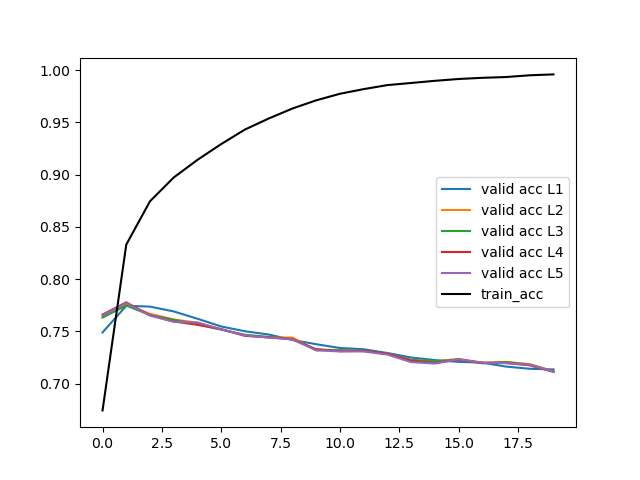 1.00
0.95
0.90
0.85
0.80
0.75
0.70
valid acc L1
valid acc L2
valid acc L3
valid acc L4
valid acc L5
train_acc
0.0 2.5 5.0 7.5 10.0 12.5 15.0 17.5